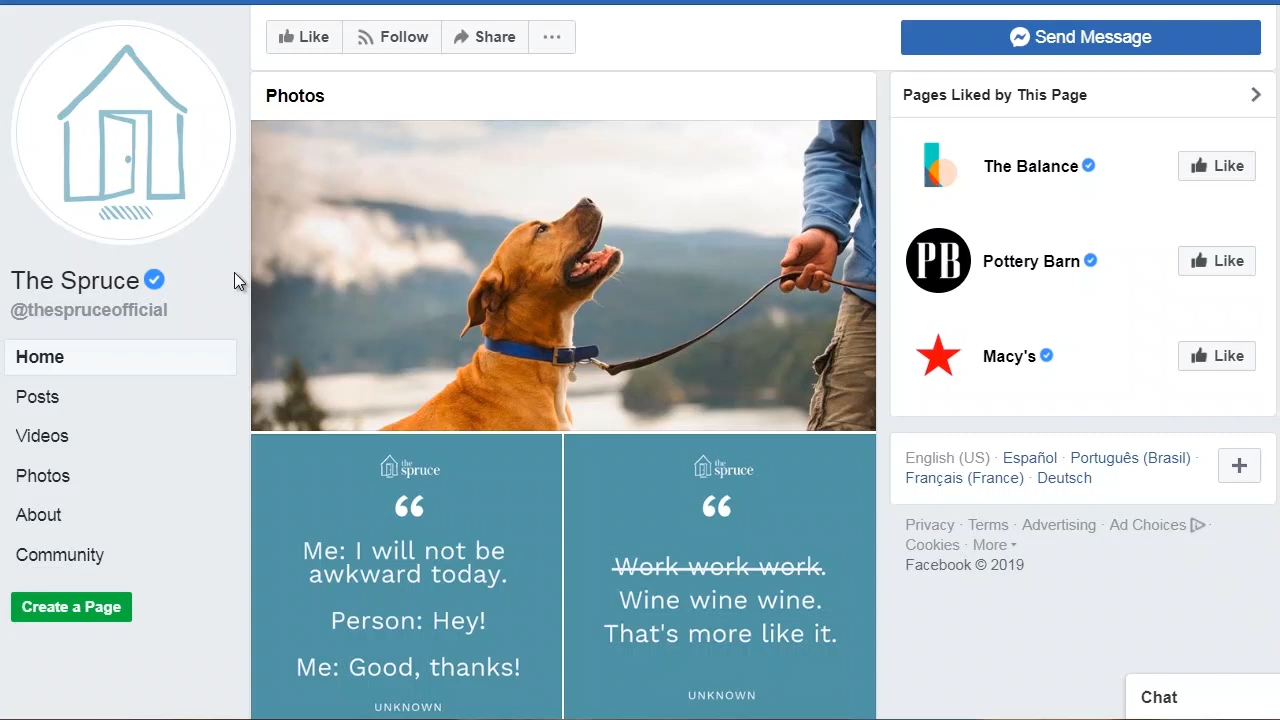 Like
Follow
Share
Send Message
The Spruce
@thespruceofficial
Home
Posts
Videos
Photos
About
Community
Create a Page
Photos
the
spruce
“
Me: I will not be
awkward today.
Person: Hey!
Me: Good, thanks!
UNKNOWN
the
spruce
“
Work work work.
Wine wine wine.
That's more like it.
UNKNOWN
Pages Liked by This Page
The Balance
Like
PB
Pottery Barn
Like
Macy's
Like
English (US) · Español · Português (Brasil) ·
Français (France) · Deutsch
Privacy · Terms · Advertising · Ad Choices ·
Cookies · More
Facebook © 2019
Chat